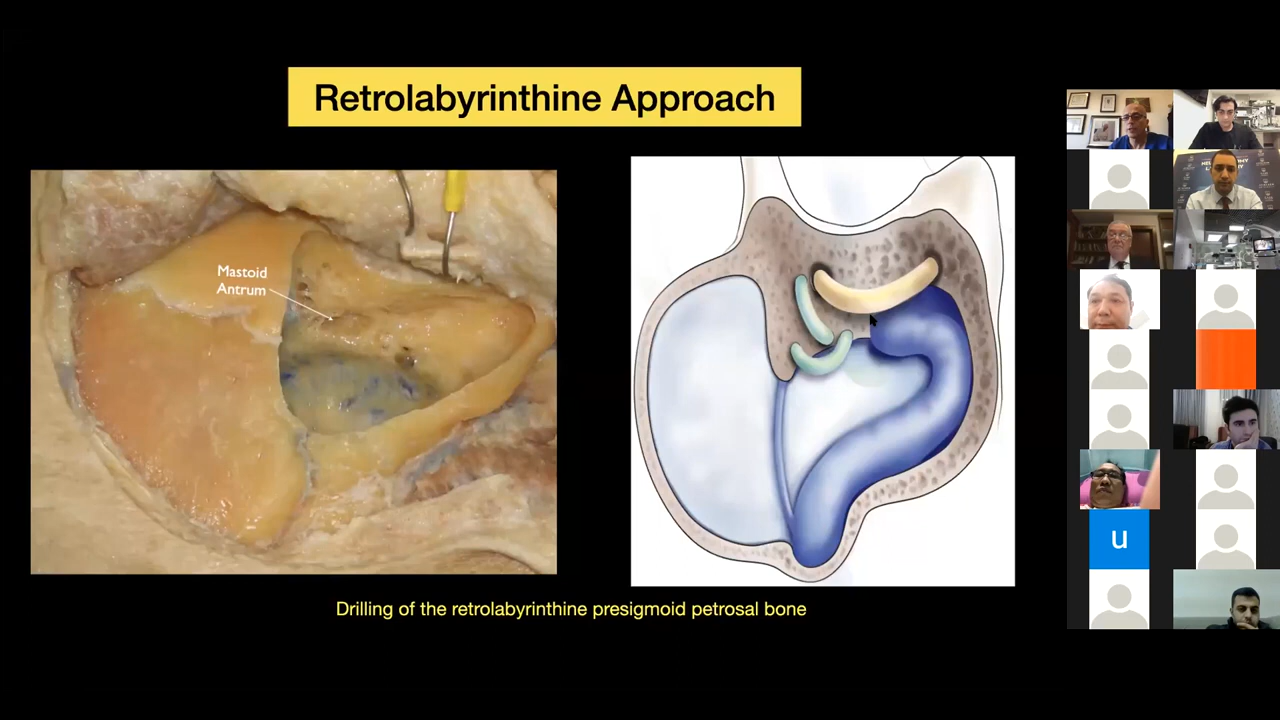 Retrolabyrinthine Approach
Mastoid
Antrum
Drilling of the retrolabyrinthine presigmoid petrosal bone
u